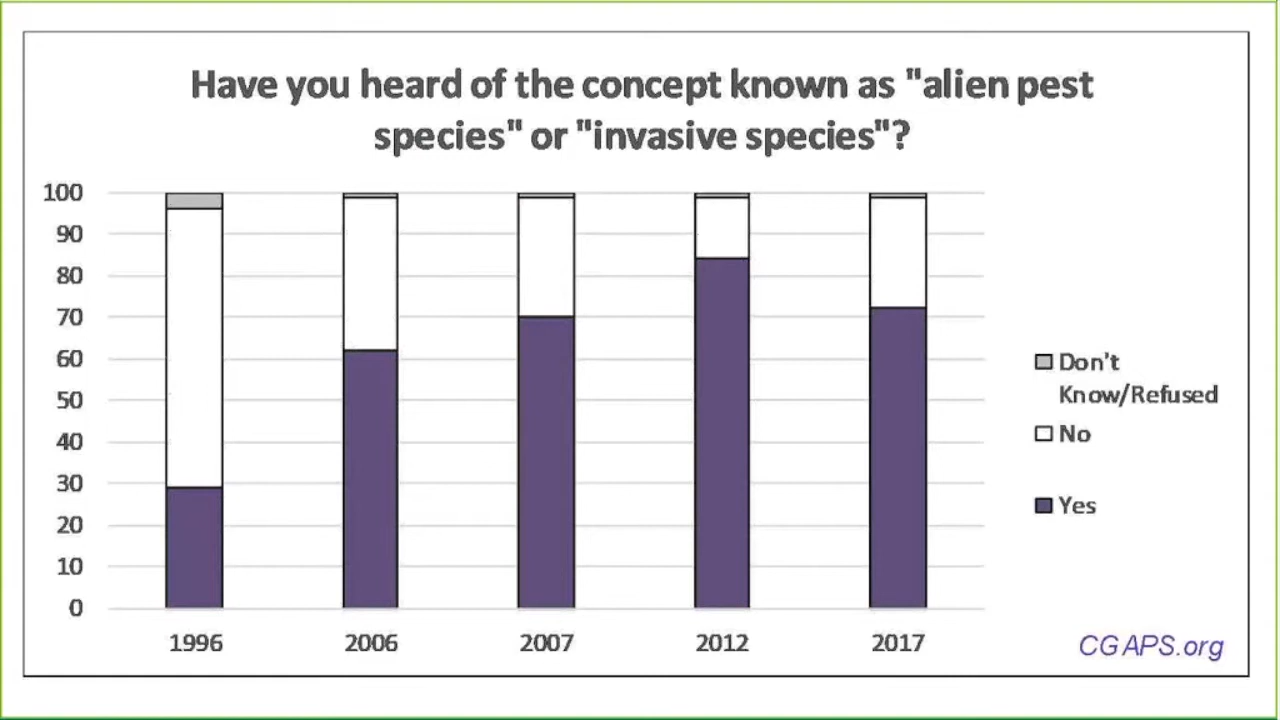 Have you heard of the concept known as "alien pest
species" or "invasive species"?
100
90
80
70
60
50
40
30
20
10
0
1996 2006 2007 2012 2017
Don't
Know/Refused
No
Yes
CGAPS.org